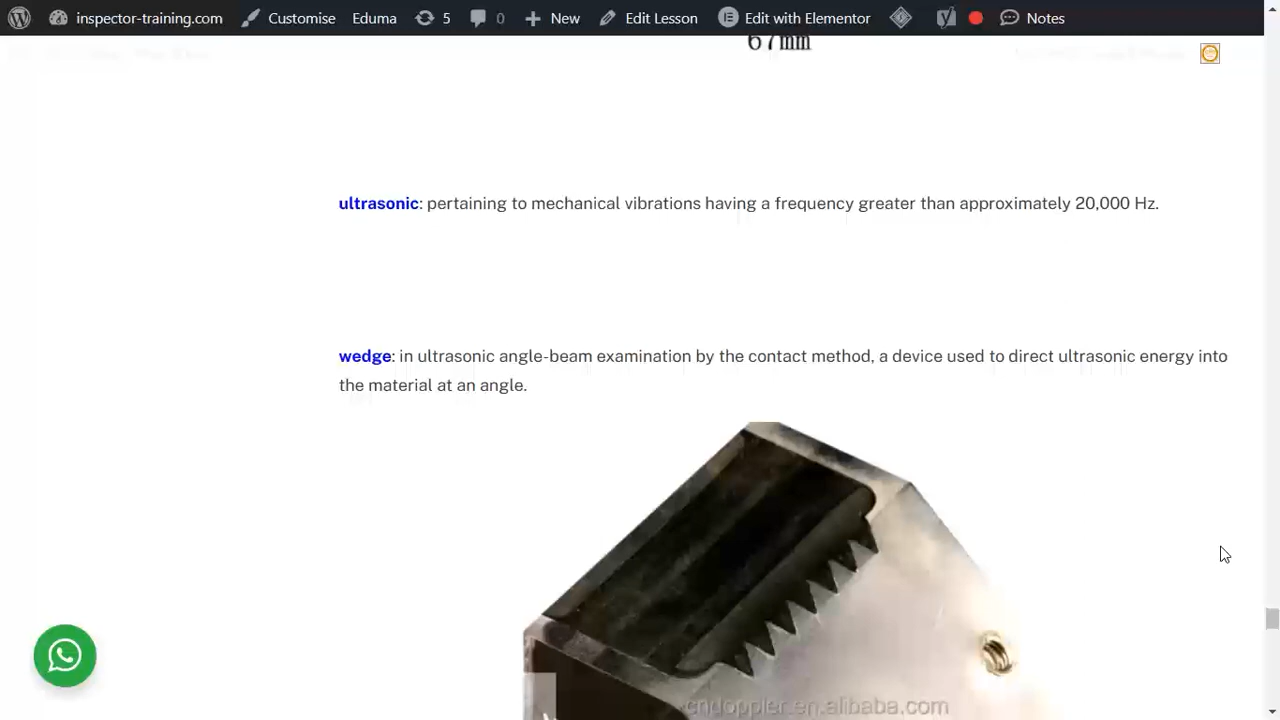 inspector-training.com Customise Eduma 5 0 New Edit Lesson Edit with Elementor Notes
67mm
ultrasonic: pertaining to mechanical vibrations having a frequency greater than approximately 20,000 Hz.
wedge: in ultrasonic angle-beam examination by the contact method, a device used to direct ultrasonic energy into
the material at an angle.
cndoppler.en.alibaba.com